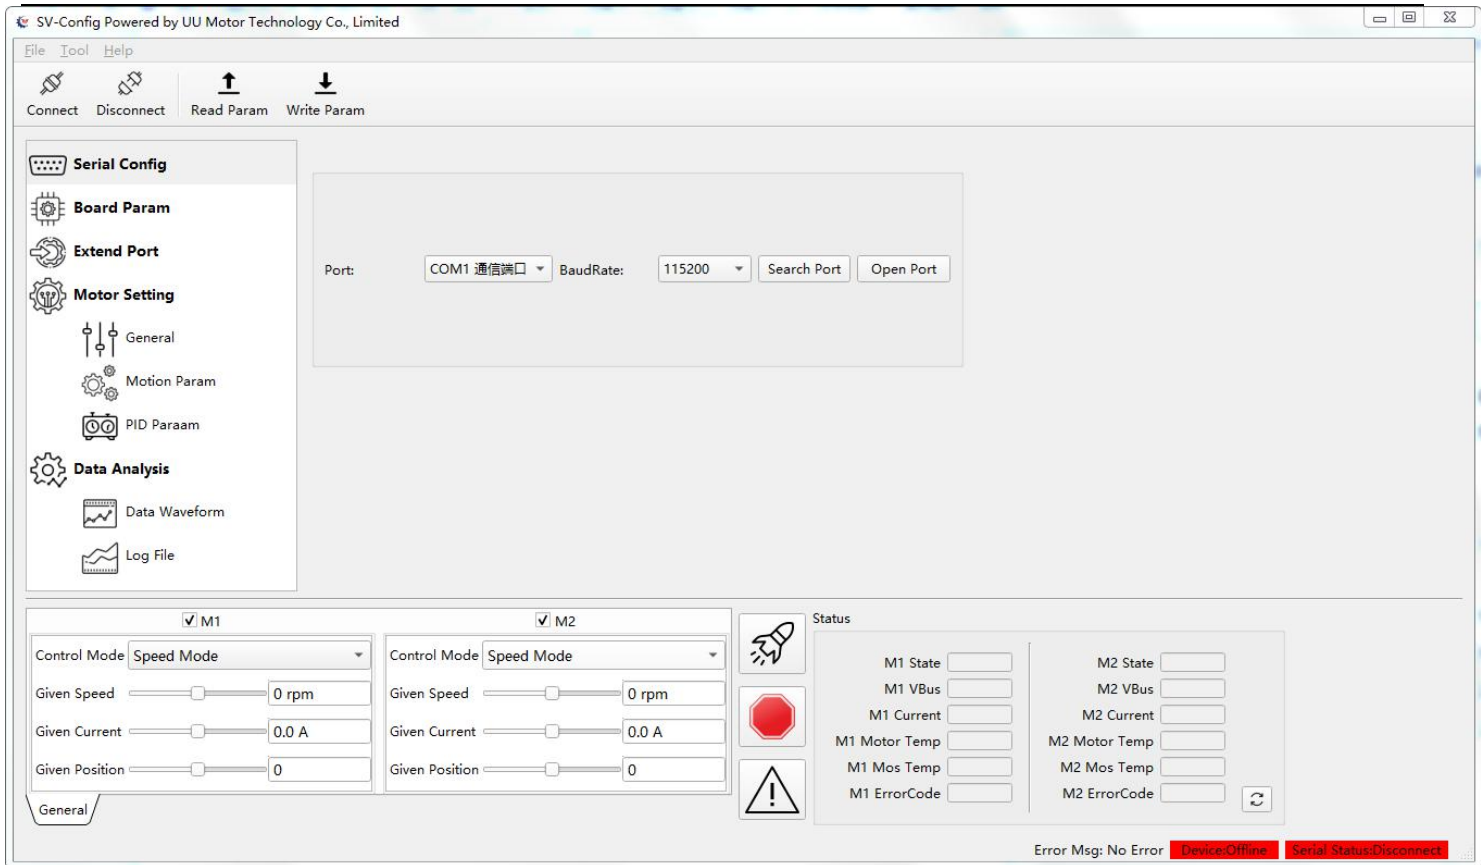 SV-Config Powered by UU Motor Technology Co., Limited
File Tool Help
Connect Disconnect Read Param Write Param
Serial Config
Board Param
Extend Port
Motor Setting
General
Motion Param
PID Paraam
Data Analysis
Data Waveform
Log File
Port: COM1 通信端口 BaudRate: 115200 Search Port Open Port
M1
Control Mode Speed Mode
Given Speed 0 rpm
Given Current 0.0 A
Given Position 0
M2
Control Mode Speed Mode
Given Speed 0 rpm
Given Current 0.0 A
Given Position 0
General
Status
M1 State
M1 VBus
M1 Current
M1 Motor Temp
M1 Mos Temp
M1 ErrorCode
M2 State
M2 VBus
M2 Current
M2 Motor Temp
M2 Mos Temp
M2 ErrorCode
Error Msg: No Error Device:Offline Serial Status:Disconnect